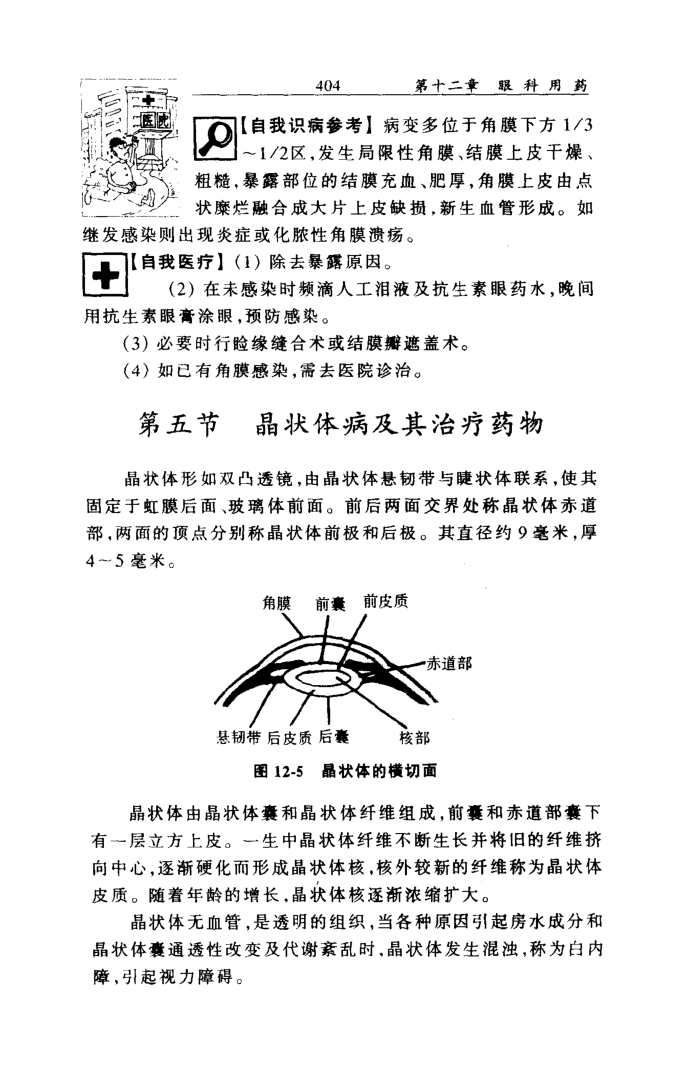 404 第十二章 眼科用药
医院
【自我识病参考】病变多位于角膜下方 1/3
～1/2区,发生局限性角膜、结膜上皮干燥、
粗糙,暴露部位的结膜充血、肥厚,角膜上皮由点
状糜烂融合成大片上皮缺损,新生血管形成。如
继发感染则出现炎症或化脓性角膜溃疡。
【自我医疗】(1) 除去暴露原因。
(2) 在未感染时频滴人工泪液及抗生素眼药水,晚间
用抗生素眼膏涂眼,预防感染。
(3) 必要时行睑缘缝合术或结膜瓣遮盖术。
(4) 如已有角膜感染,需去医院诊治。
第五节 晶状体病及其治疗药物
晶状体形如双凸透镜,由晶状体悬韧带与睫状体联系,使其
固定于虹膜后面、玻璃体前面。前后两面交界处称晶状体赤道
部,两面的顶点分别称晶状体前极和后极。其直径约 9 毫米,厚
4～5 毫米。
角膜 前囊 前皮质
赤道部
悬韧带 后皮质 后囊 核部
图 12-5 晶状体的横切面
晶状体由晶状体囊和晶状体纤维组成,前囊和赤道部囊下
有一层立方上皮。一生中晶状体纤维不断生长并将旧的纤维挤
向中心,逐渐硬化而形成晶状体核,核外较新的纤维称为晶状体
皮质。随着年龄的增长,晶状体核逐渐浓缩扩大。
晶状体无血管,是透明的组织,当各种原因引起房水成分和
晶状体囊通透性改变及代谢紊乱时,晶状体发生混浊,称为白内
障,引起视力障碍。